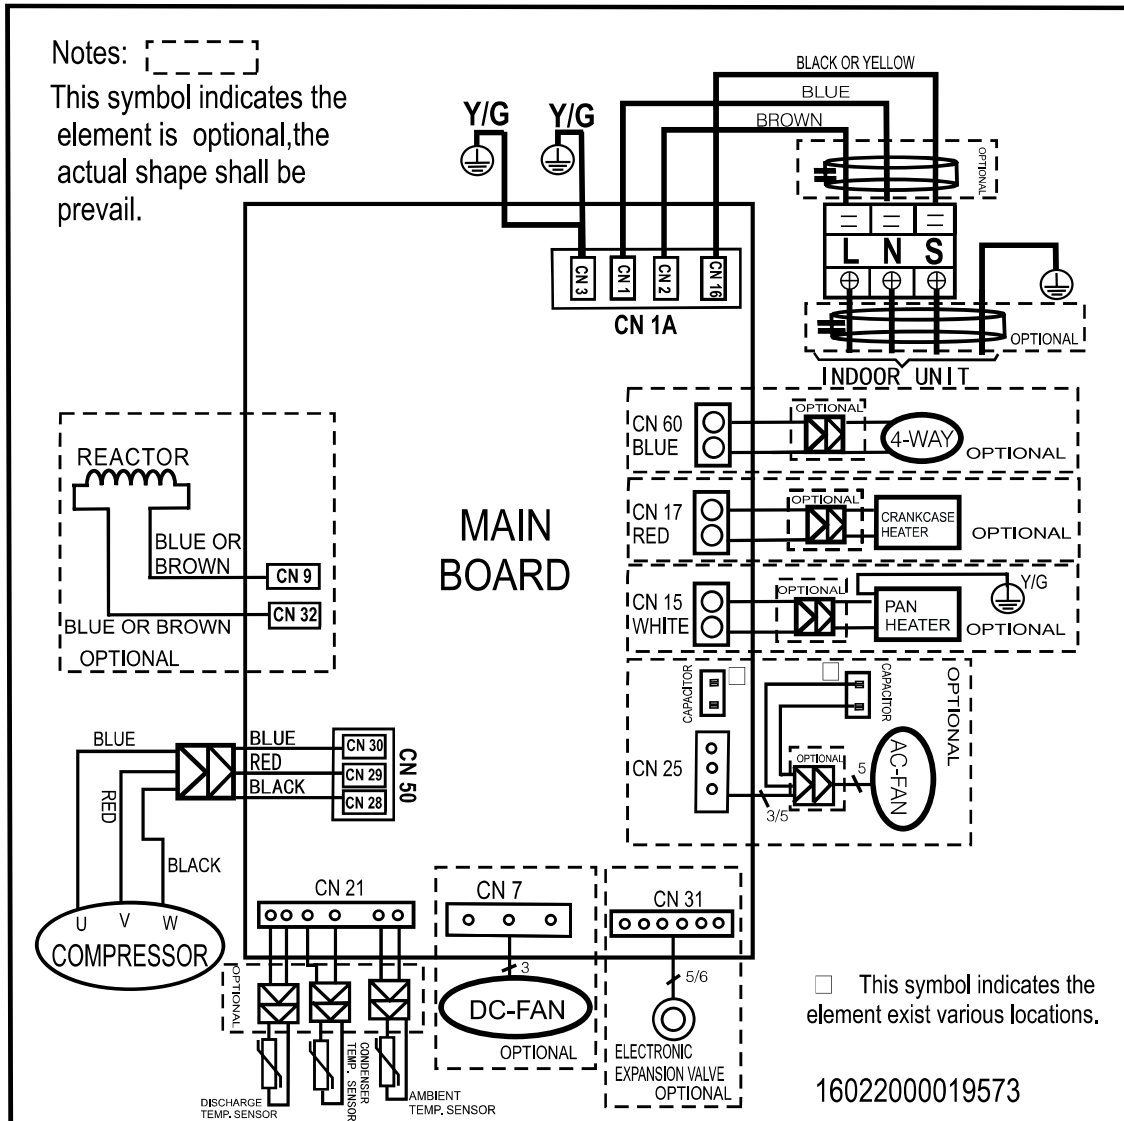 Notes:
This symbol indicates the
element is optional,the
actual shape shall be
prevail.
BLACK OR YELLOW
BLUE
BROWN
Y/G
Y/G
OPTIONAL
L N S
CN 3
CN 1
CN 2
CN 16
CN 1A
OPTIONAL
INDOOR UNIT
REACTOR
BLUE OR
BROWN
CN 9
CN 32
BLUE OR BROWN
OPTIONAL
MAIN
BOARD
CN 60
BLUE
OPTIONAL
4-WAY
OPTIONAL
CN 17
RED
OPTIONAL
CRANKCASE
HEATER
OPTIONAL
CN 15
WHITE
OPTIONAL
PAN
HEATER
Y/G
OPTIONAL
CAPACITOR
CAPACITOR
OPTIONAL
CN 25
OPTIONAL
3/5
5
AC-FAN
BLUE
RED
BLACK
BLUE
RED
BLACK
CN 30
CN 29
CN 28
CN 50
U V W
COMPRESSOR
CN 21
OPTIONAL
DISCHARGE
TEMP. SENSOR
CONDENSER
TEMP. SENSOR
AMBIENT
TEMP. SENSOR
CN 7
3
DC-FAN
OPTIONAL
CN 31
5/6
ELECTRONIC
EXPANSION VALVE
OPTIONAL
□ This symbol indicates the
element exist various locations.
16022000019573